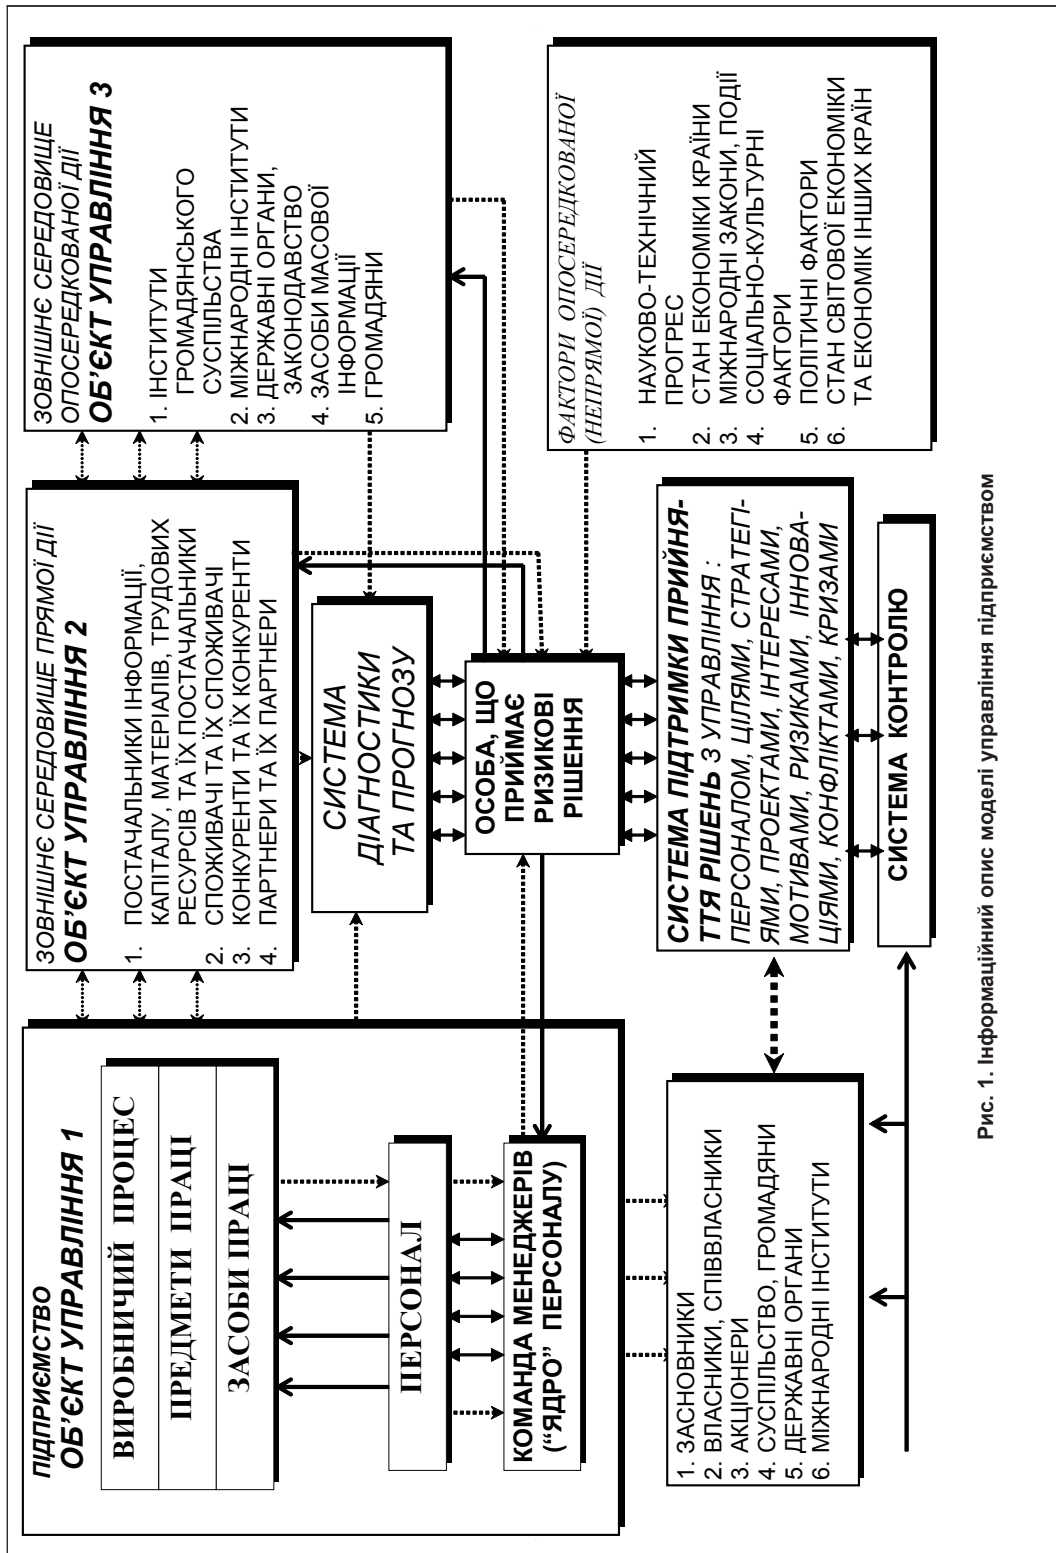 ПІДПРИЄМСТВО
ОБ’ЄКТ УПРАВЛІННЯ 1
ВИРОБНИЧИЙ ПРОЦЕС
ПРЕДМЕТИ ПРАЦІ
ЗАСОБИ ПРАЦІ
ПЕРСОНАЛ
КОМАНДА МЕНЕДЖЕРІВ
(“ЯДРО” ПЕРСОНАЛУ)
1. ЗАСНОВНИКИ
2. ВЛАСНИКИ, СПІВВЛАСНИКИ
3. АКЦІОНЕРИ
4. СУСПІЛЬСТВО, ГРОМАДЯНИ
5. ДЕРЖАВНІ ОРГАНИ
6. МІЖНАРОДНІ ІНСТИТУТИ
ЗОВНІШНЄ СЕРЕДОВИЩЕ ПРЯМОЇ ДІЇ
ОБ’ЄКТ УПРАВЛІННЯ 2
1. ПОСТАЧАЛЬНИКИ ІНФОРМАЦІЇ,
КАПІТАЛУ, МАТЕРІАЛІВ, ТРУДОВИХ
РЕСУРСІВ ТА ЇХ ПОСТАЧАЛЬНИКИ
2. СПОЖИВАЧІ ТА ЇХ СПОЖИВАЧІ
3. КОНКУРЕНТИ ТА ЇХ КОНКУРЕНТИ
4. ПАРТНЕРИ ТА ЇХ ПАРТНЕРИ
СИСТЕМА
ДІАГНОСТИКИ
ТА ПРОГНОЗУ
ОСОБА, ЩО
ПРИЙМАЄ
РИЗИКОВІ
РІШЕННЯ
СИСТЕМА ПІДТРИМКИ ПРИЙНЯ-
ТТЯ РІШЕНЬ З УПРАВЛІННЯ :
ПЕРСОНАЛОМ, ЦІЛЯМИ, СТРАТЕГІ-
ЯМИ, ПРОЕКТАМИ, ІНТЕРЕСАМИ,
МОТИВАМИ, РИЗИКАМИ, ІННОВА-
ЦІЯМИ, КОНФЛІКТАМИ, КРИЗАМИ
СИСТЕМА КОНТРОЛЮ
ЗОВНІШНЄ СЕРЕДОВИЩЕ
ОПОСЕРЕДКОВАНОЇ ДІЇ
ОБ’ЄКТ УПРАВЛІННЯ 3
1. ІНСТИТУТИ
ГРОМАДЯНСЬКОГО
СУСПІЛЬСТВА
2. МІЖНАРОДНІ ІНСТИТУТИ
3. ДЕРЖАВНІ ОРГАНИ,
ЗАКОНОДАВСТВО
4. ЗАСОБИ МАСОВОЇ
ІНФОРМАЦІЇ
5. ГРОМАДЯНИ
ФАКТОРИ ОПОСЕРЕДКОВАНОЇ
(НЕПРЯМОЇ) ДІЇ
1. НАУКОВО-ТЕХНІЧНИЙ
ПРОГРЕС
2. СТАН ЕКОНОМІКИ КРАЇНИ
3. МІЖНАРОДНІ ЗАКОНИ, ПОДІЇ
4. СОЦІАЛЬНО-КУЛЬТУРНІ
ФАКТОРИ
5. ПОЛІТИЧНІ ФАКТОРИ
6. СТАН СВІТОВОЇ ЕКОНОМІКИ
ТА ЕКОНОМІК ІНШИХ КРАЇН
Рис. 1. Інформаційний опис моделі управління підприємством